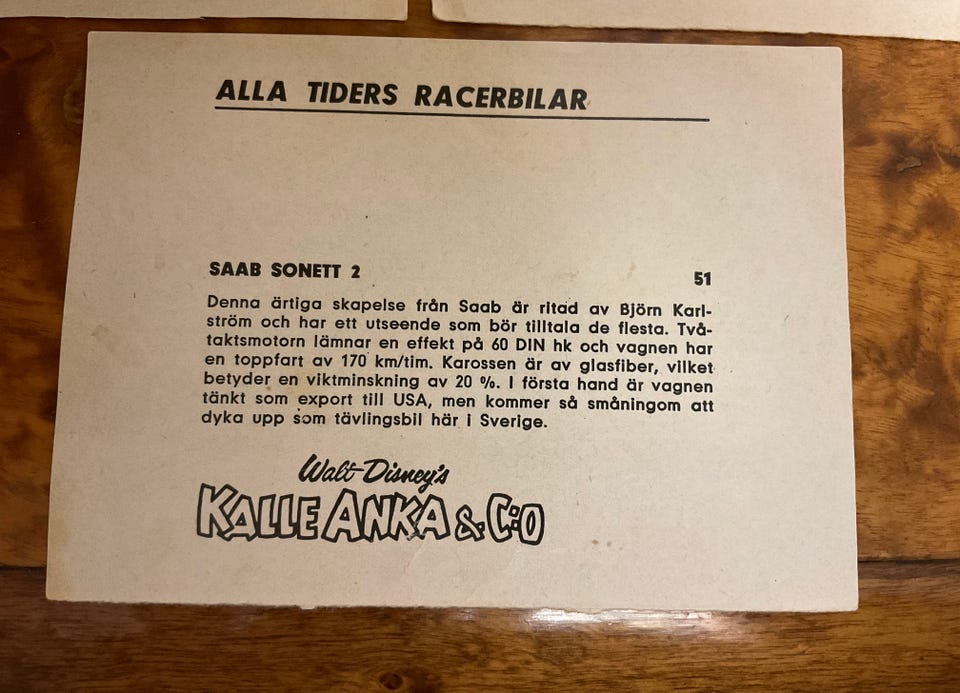 ALLA TIDERS RACERBILAR
SAAB SONETT 2 51
Denna ärtiga skapelse från Saab är ritad av Björn Karl-
ström och har ett utseende som bör tilltala de flesta. Två-
taktsmotorn lämnar en effekt på 60 DIN hk och vagnen har
en toppfart av 170 km/tim. Karossen är av glasfiber, vilket
betyder en viktminskning av 20 %. I första hand är vagnen
tänkt som export till USA, men kommer så småningom att
dyka upp som tävlingsbil här i Sverige.
Walt Disney's
KALLE ANKA & C:O